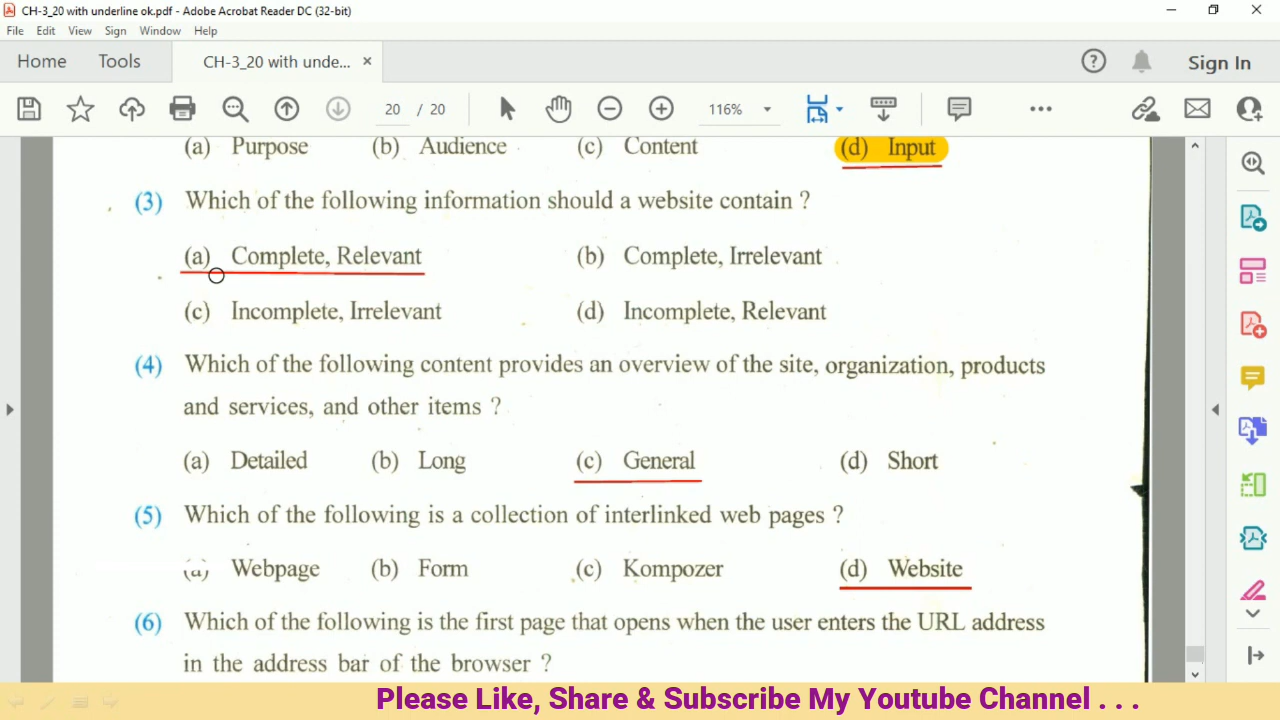 CH-3_20 with underline ok.pdf - Adobe Acrobat Reader DC (32-bit)
File Edit View Sign Window Help
Home Tools CH-3_20 with unde... × Sign In
20 / 20 116%
(a) Purpose (b) Audience (c) Content (d) Input
(3) Which of the following information should a website contain ?
(a) Complete, Relevant (b) Complete, Irrelevant
(c) Incomplete, Irrelevant (d) Incomplete, Relevant
(4) Which of the following content provides an overview of the site, organization, products
and services, and other items ?
(a) Detailed (b) Long (c) General (d) Short
(5) Which of the following is a collection of interlinked web pages ?
(a) Webpage (b) Form (c) Kompozer (d) Website
(6) Which of the following is the first page that opens when the user enters the URL address
in the address bar of the browser ?
Please Like, Share & Subscribe My Youtube Channel . . .